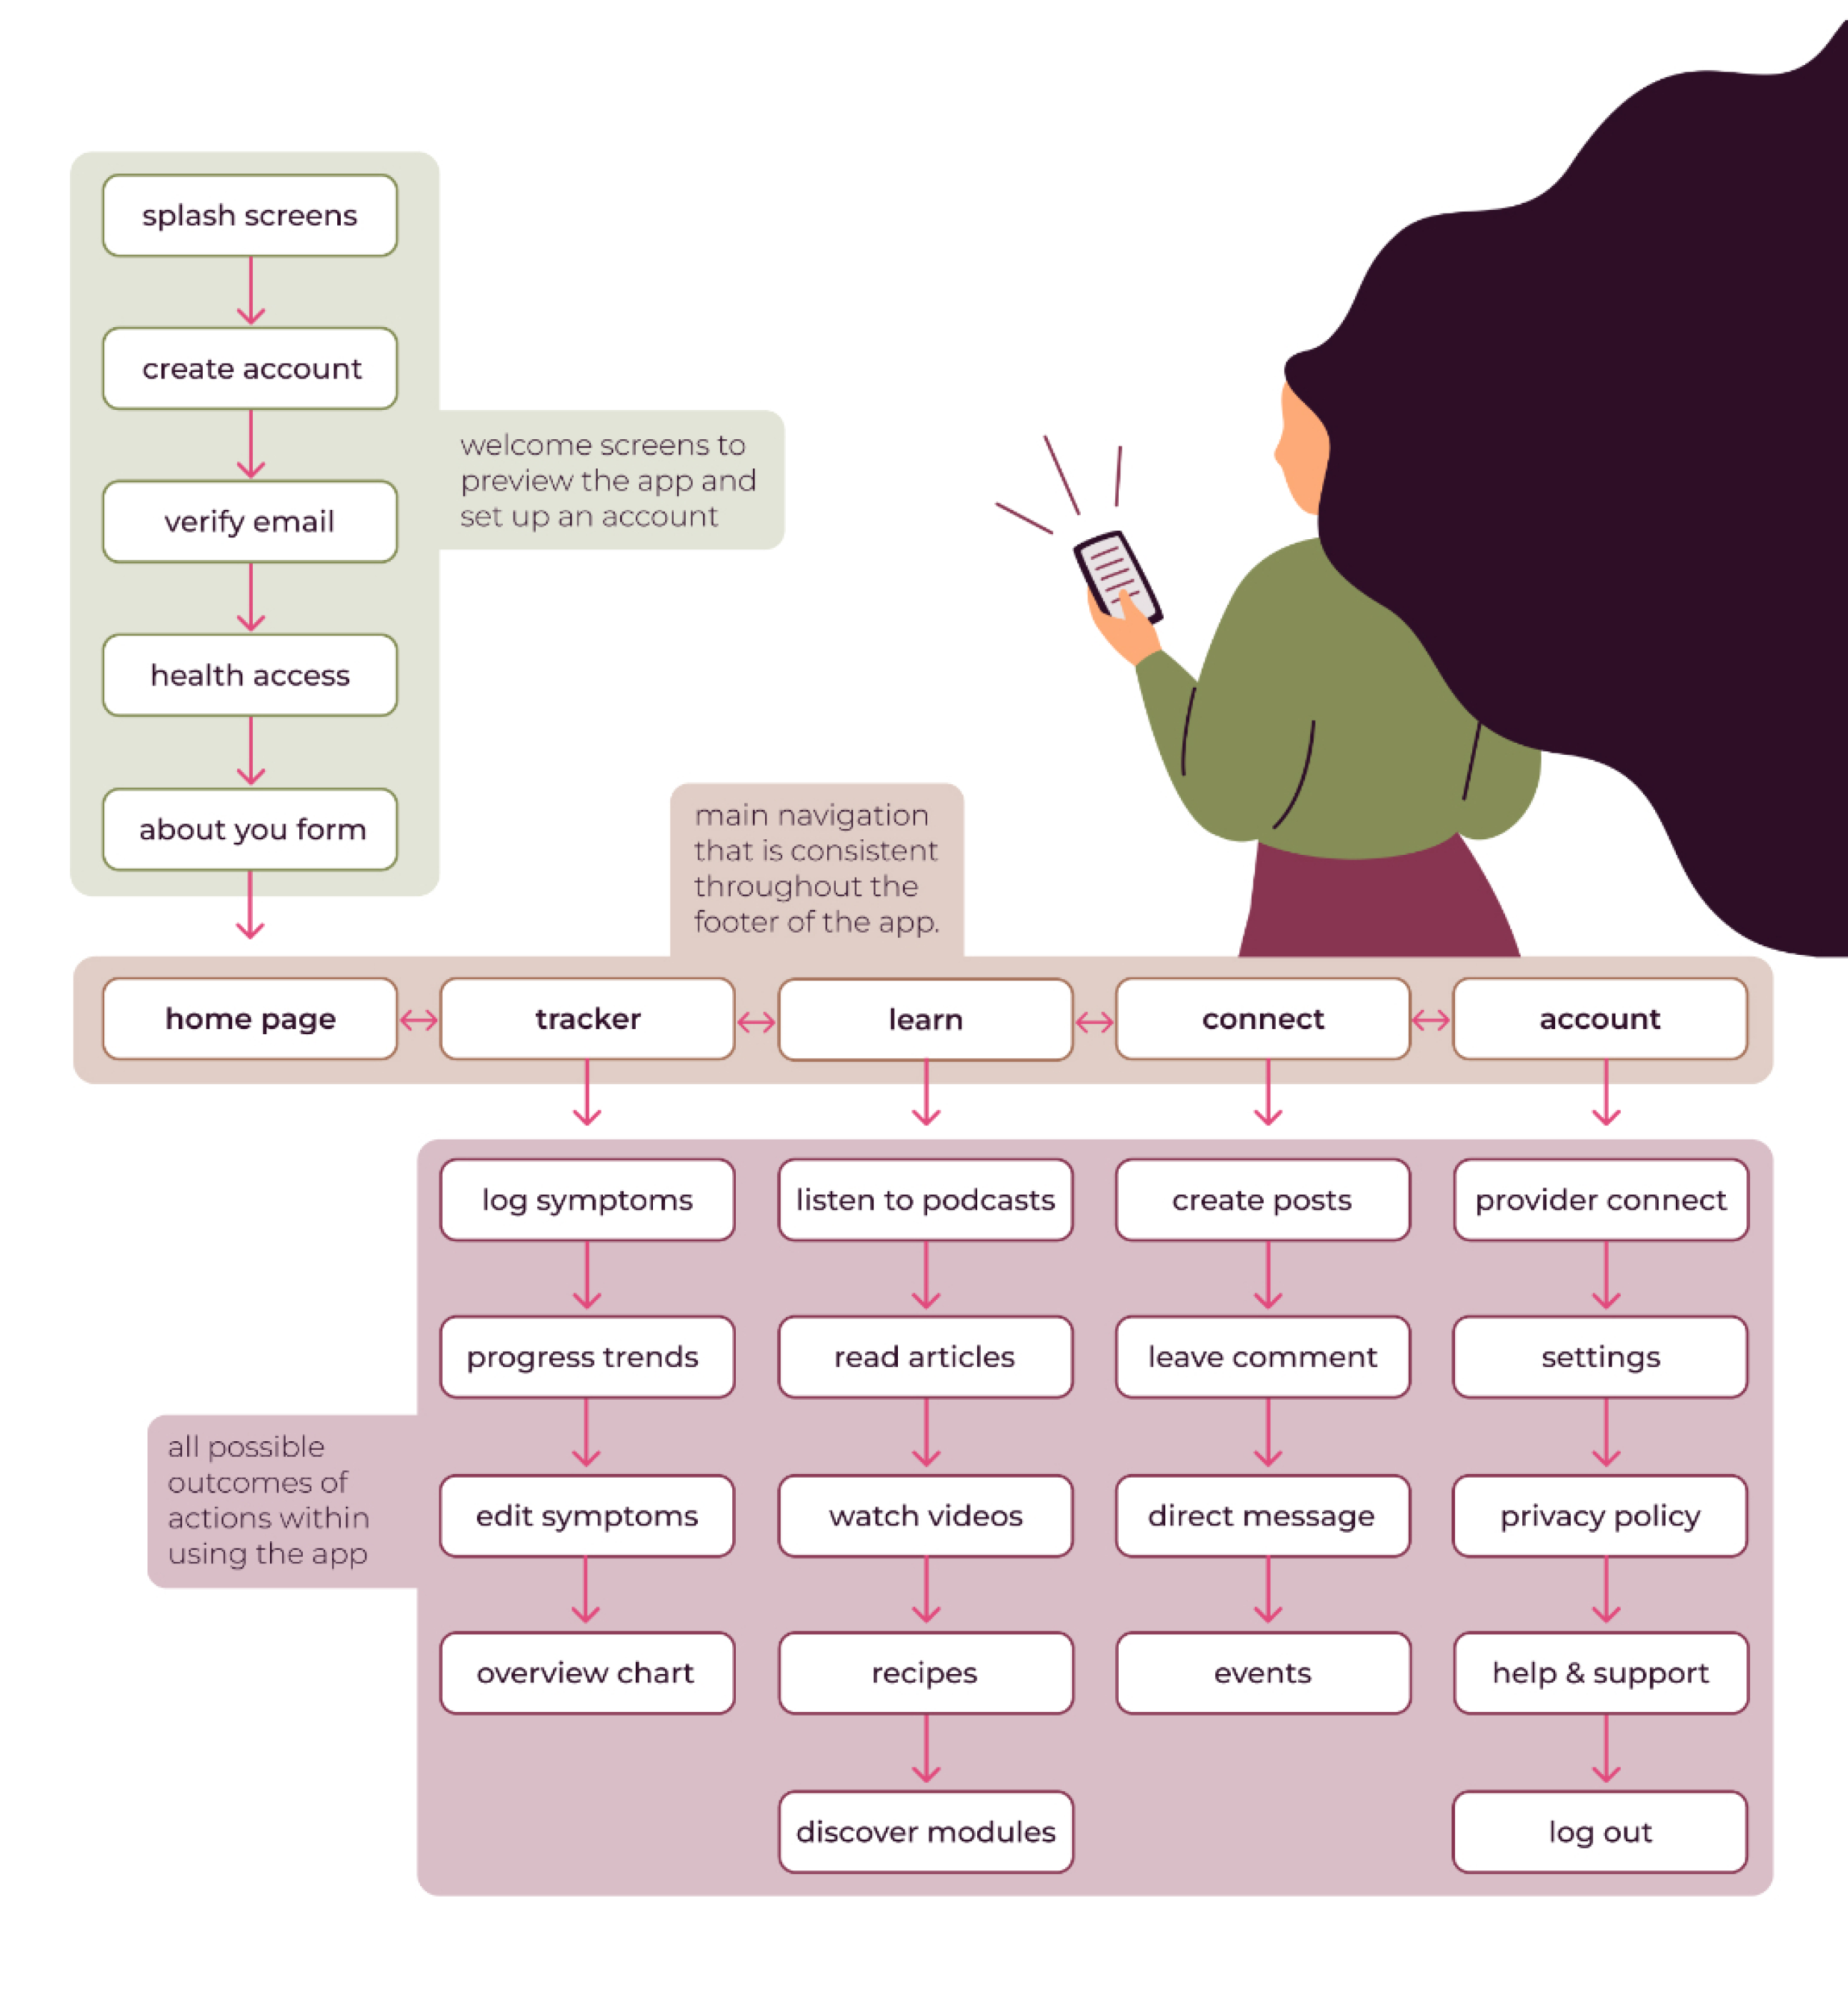 splash screens
create account
verify email
health access
about you form
welcome screens to
preview the app and
set up an account
main navigation
that is consistent
throughout the
footer of the app.
home page
tracker
learn
connect
account
log symptoms
listen to podcasts
create posts
provider connect
progress trends
read articles
leave comment
settings
all possible
outcomes of
actions within
using the app
edit symptoms
watch videos
direct message
privacy policy
overview chart
recipes
events
help & support
discover modules
log out